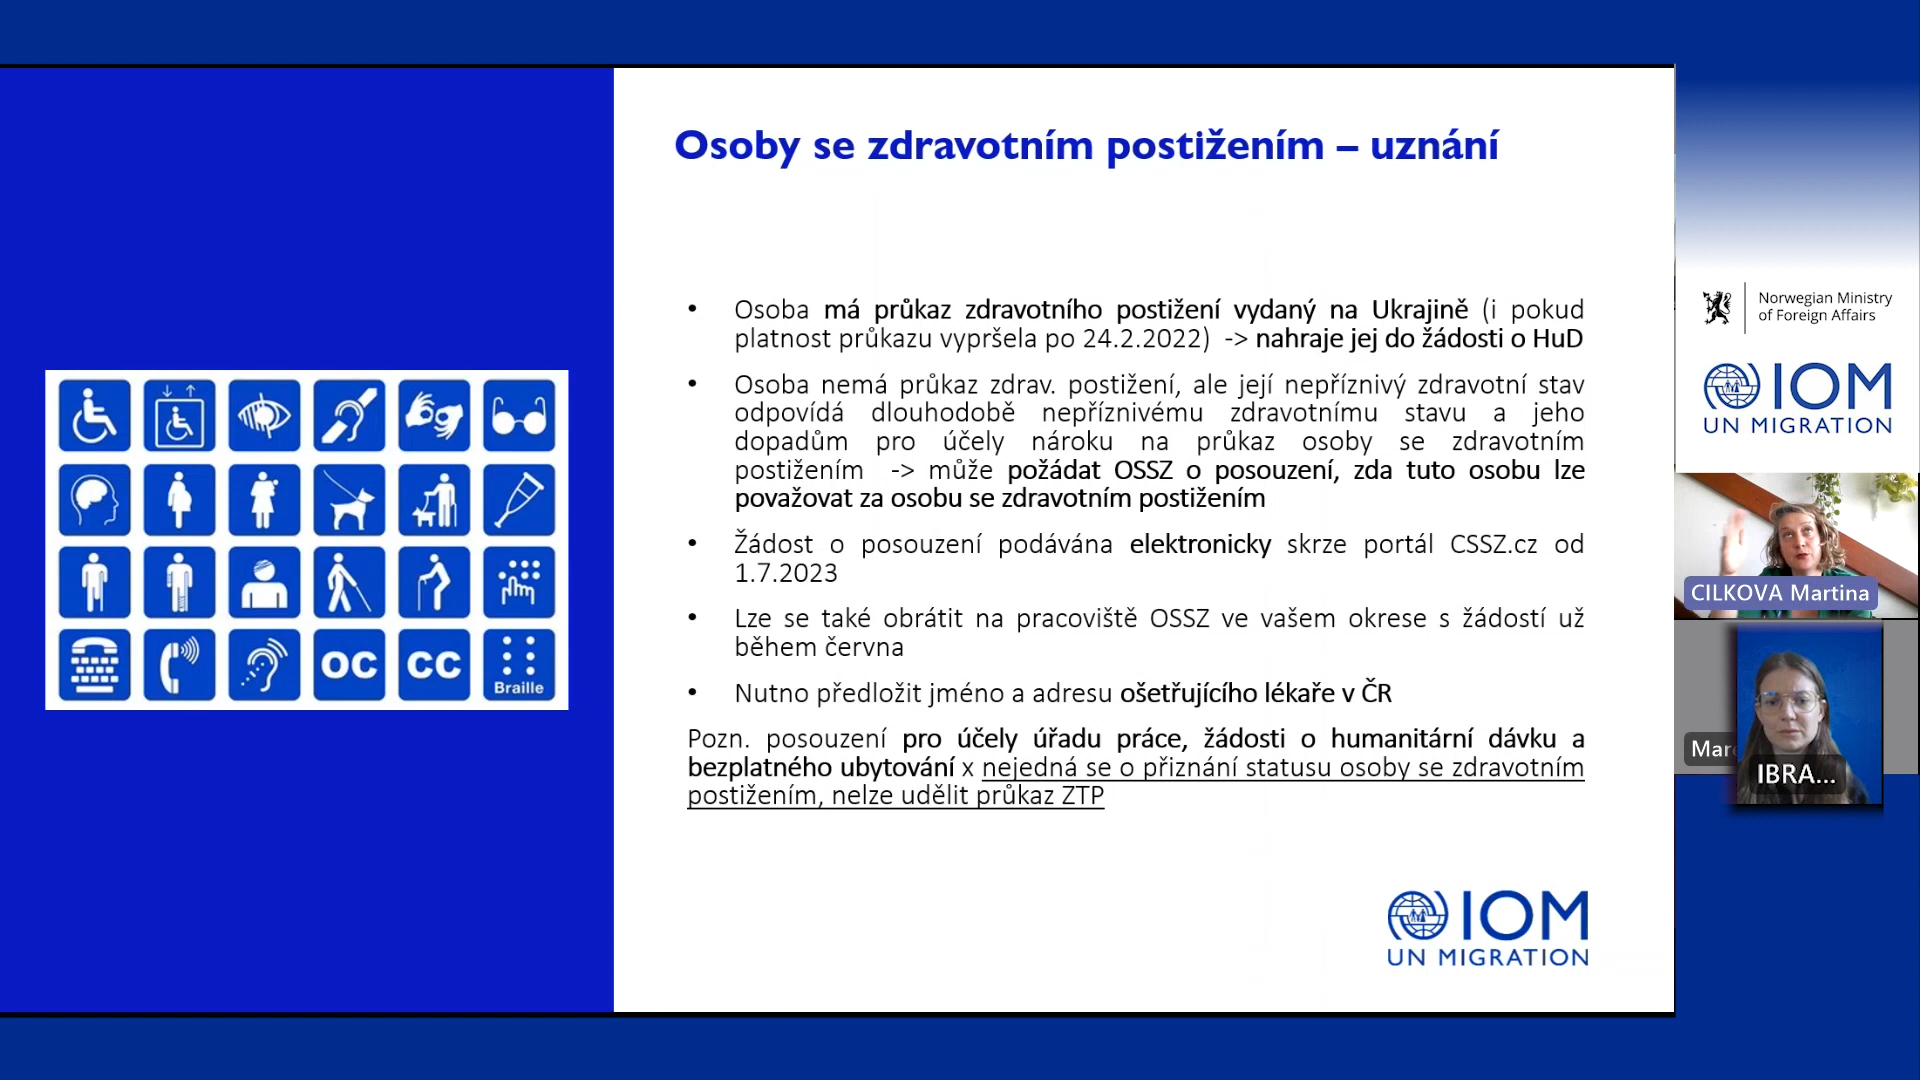 Osoby se zdravotním postižením – uznání
• Osoba má průkaz zdravotního postižení vydaný na Ukrajině (i pokud
platnost průkazu vypršela po 24.2.2022) -> nahraje jej do žádosti o HuD
• Osoba nemá průkaz zdrav. postižení, ale její nepříznivý zdravotní stav
odpovídá dlouhodobě nepříznivému zdravotnímu stavu a jeho
dopadům pro účely nároku na průkaz osoby se zdravotním
postižením -> může požádat OSSZ o posouzení, zda tuto osobu lze
považovat za osobu se zdravotním postižením
• Žádost o posouzení podávána elektronicky skrze portál CSSZ.cz od
1.7.2023
• Lze se také obrátit na pracoviště OSSZ ve vašem okrese s žádostí už
během června
• Nutno předložit jméno a adresu ošetřujícího lékaře v ČR
Pozn. posouzení pro účely úřadu práce, žádosti o humanitární dávku a
bezplatného ubytování x nejedná se o přiznání statusu osoby se zdravotním
postižením, nelze udělit průkaz ZTP
IOM
UN MIGRATION
OC
CC
Braille
Norwegian Ministry
of Foreign Affairs
IOM
UN MIGRATION
CILKOVA Martina
IBRA...